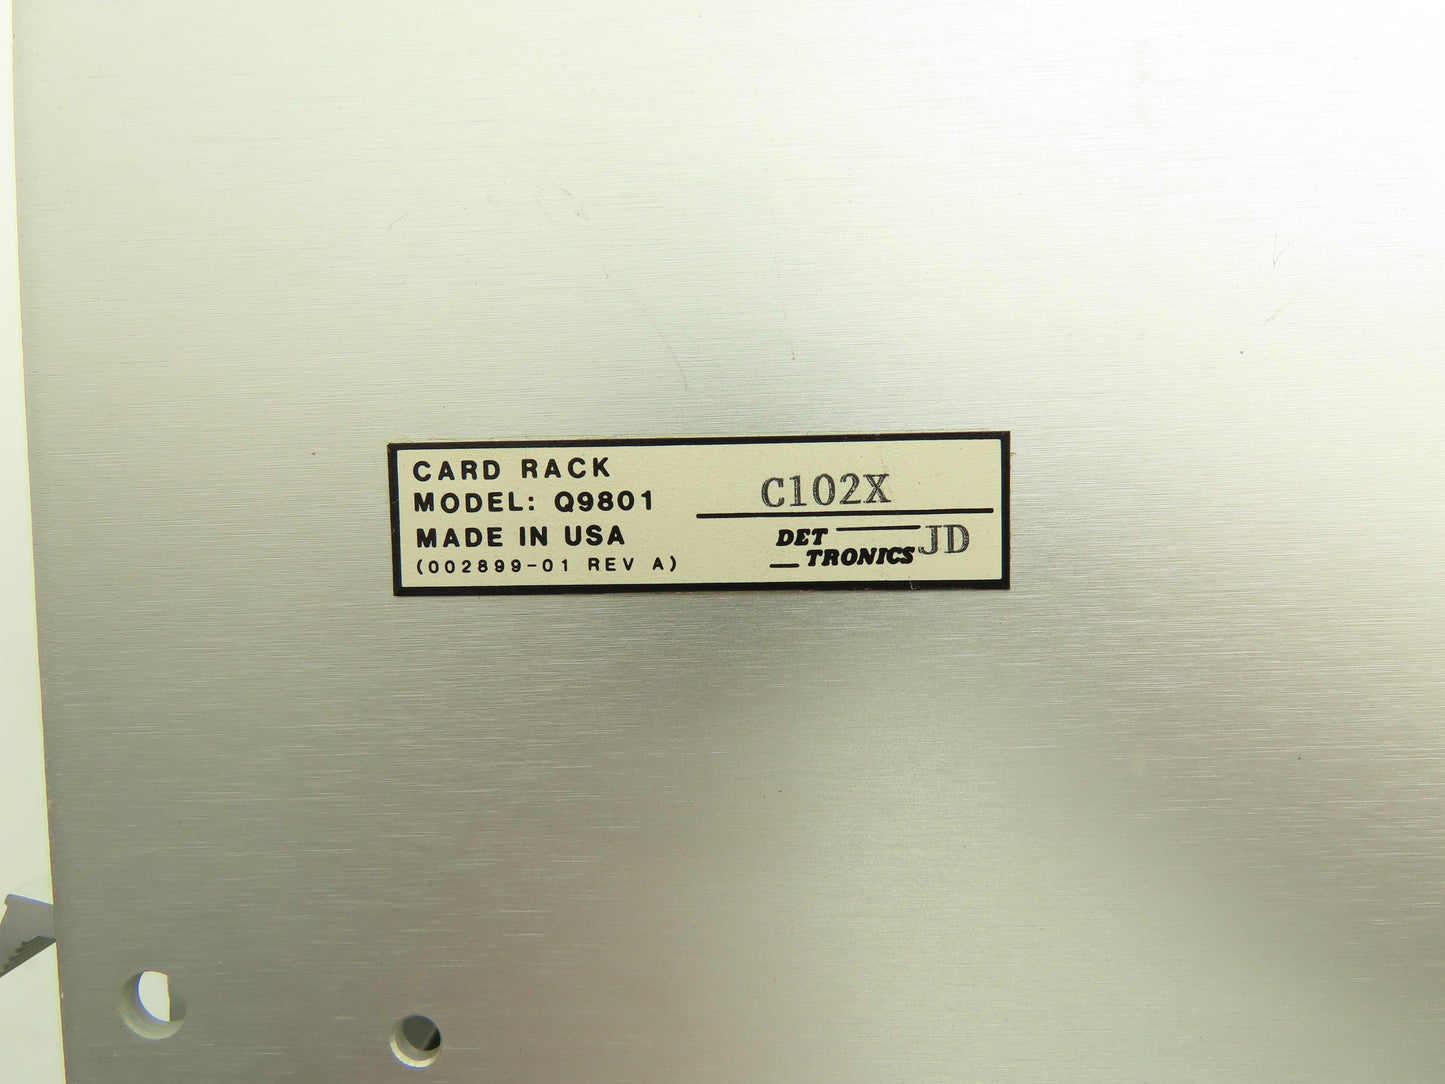 CARD RACK
MODEL: Q9801
MADE IN USA
(002899-01 REV A)
C102X
DET
TRONICS JD